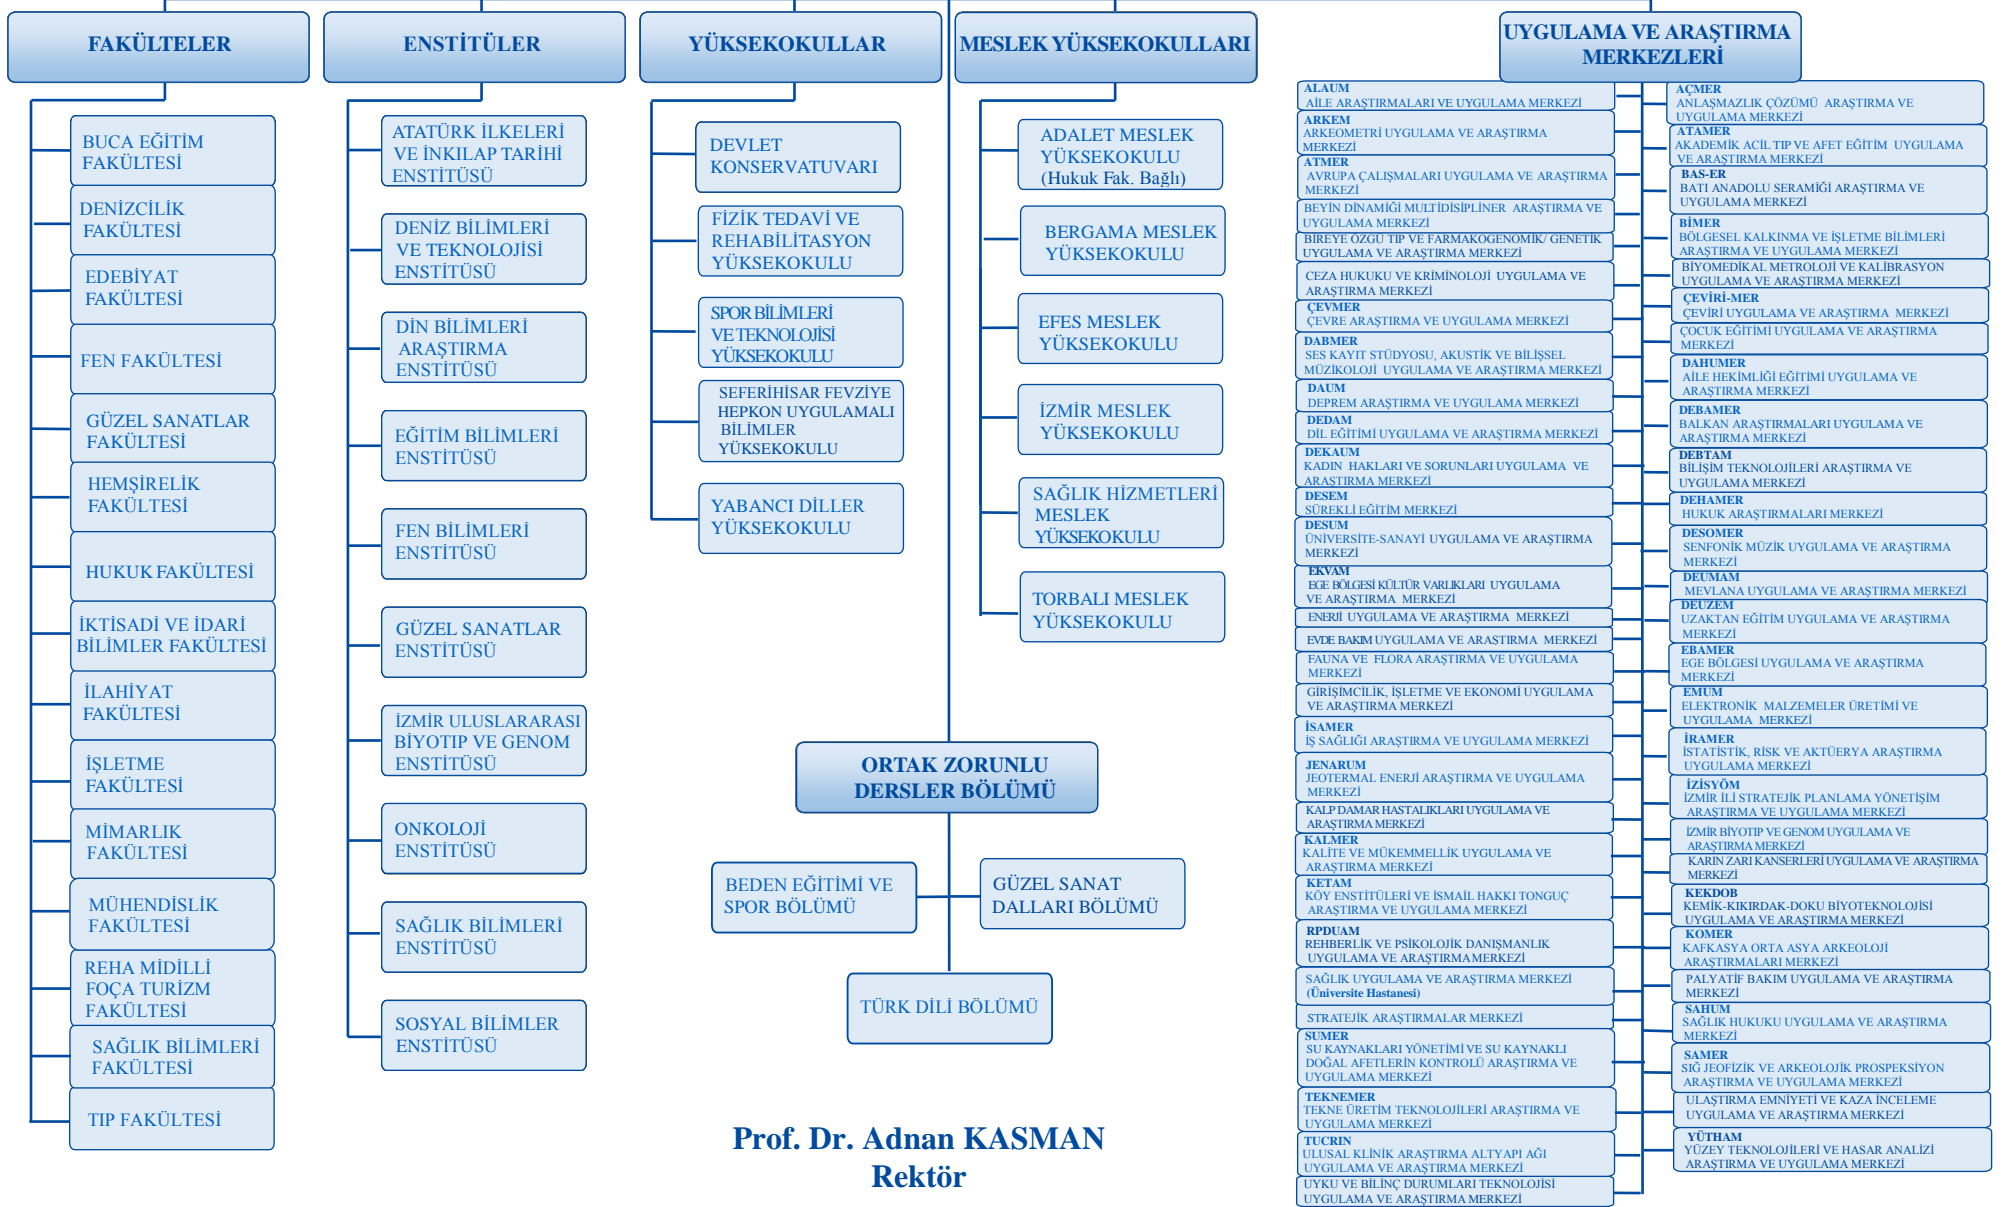 FAKÜLTELER
BUCA EĞİTİM
FAKÜLTESİ
DENİZCİLİK
FAKÜLTESİ
EDEBİYAT
FAKÜLTESİ
FEN FAKÜLTESİ
GÜZEL SANATLAR
FAKÜLTESİ
HEMŞİRELİK
FAKÜLTESİ
HUKUK FAKÜLTESİ
İKTİSADİ VE İDARİ
BİLİMLER FAKÜLTESİ
İLAHİYAT
FAKÜLTESİ
İŞLETME
FAKÜLTESİ
MİMARLIK
FAKÜLTESİ
MÜHENDİSLİK
FAKÜLTESİ
REHA MİDİLLİ
FOÇA TURİZM
FAKÜLTESİ
SAĞLIK BİLİMLERİ
FAKÜLTESİ
TIP FAKÜLTESİ
ENSTİTÜLER
ATATÜRK İLKELERİ
VE İNKILAP TARİHİ
ENSTİTÜSÜ
DENİZ BİLİMLERİ
VE TEKNOLOJİSİ
ENSTİTÜSÜ
DİN BİLİMLERİ
ARAŞTIRMA
ENSTİTÜSÜ
EĞİTİM BİLİMLERİ
ENSTİTÜSÜ
FEN BİLİMLERİ
ENSTİTÜSÜ
GÜZEL SANATLAR
ENSTİTÜSÜ
İZMİR ULUSLARARASI
BİYOTIP VE GENOM
ENSTİTÜSÜ
ONKOLOJİ
ENSTİTÜSÜ
SAĞLIK BİLİMLERİ
ENSTİTÜSÜ
SOSYAL BİLİMLER
ENSTİTÜSÜ
YÜKSEKOKULLAR
DEVLET
KONSERVATUVARI
FİZİK TEDAVİ VE
REHABİLİTASYON
YÜKSEKOKULU
SPOR BİLİMLERİ
VE TEKNOLOJİSİ
YÜKSEKOKULU
SEFERİHİSAR FEVZİYE
HEPKON UYGULAMALI
BİLİMLER
YÜKSEKOKULU
YABANCI DİLLER
YÜKSEKOKULU
MESLEK YÜKSEKOKULLARI
ADALET MESLEK
YÜKSEKOKULU
(Hukuk Fak. Bağlı)
BERGAMA MESLEK
YÜKSEKOKULU
EFES MESLEK
YÜKSEKOKULU
İZMİR MESLEK
YÜKSEKOKULU
SAĞLIK HİZMETLERİ
MESLEK
YÜKSEKOKULU
TORBALI MESLEK
YÜKSEKOKULU
ORTAK ZORUNLU
DERSLER BÖLÜMÜ
BEDEN EĞİTİMİ VE
SPOR BÖLÜMÜ
GÜZEL SANAT
DALLARI BÖLÜMÜ
TÜRK DİLİ BÖLÜMÜ
Prof. Dr. Adnan KASMAN
Rektör
UYGULAMA VE ARAŞTIRMA
MERKEZLERİ
ALAUM
AİLE ARAŞTIRMALARI VE UYGULAMA MERKEZİ
ARKEM
ARKEOMETRİ UYGULAMA VE ARAŞTIRMA
MERKEZİ
ATMER
AVRUPA ÇALIŞMALARI UYGULAMA VE ARAŞTIRMA
MERKEZİ
BEYİN DİNAMİĞİ MULTİDİSİPLİNER ARAŞTIRMA VE
UYGULAMA MERKEZİ
BİREYE ÖZGÜ TIP VE FARMAKOGENOMİK/ GENETİK
UYGULAMA VE ARAŞTIRMA MERKEZİ
CEZA HUKUKU VE KRİMİNOLOJİ UYGULAMA VE
ARAŞTIRMA MERKEZİ
ÇEVMER
ÇEVRE ARAŞTIRMA VE UYGULAMA MERKEZİ
DABMER
SES KAYIT STÜDYOSU, AKUSTİK VE BİLİŞSEL
MÜZİKOLOJİ UYGULAMA VE ARAŞTIRMA MERKEZİ
DAUM
DEPREM ARAŞTIRMA VE UYGULAMA MERKEZİ
DEDAM
DİL EĞİTİMİ UYGULAMA VE ARAŞTIRMA MERKEZİ
DEKAUM
KADIN HAKLARI VE SORUNLARI UYGULAMA VE
ARAŞTIRMA MERKEZİ
DESEM
SÜREKLİ EĞİTİM MERKEZİ
DESUM
ÜNİVERSİTE-SANAYİ UYGULAMA VE ARAŞTIRMA
MERKEZİ
EKVAM
EGE BÖLGESİ KÜLTÜR VARLIKLARI UYGULAMA
VE ARAŞTIRMA MERKEZİ
ENERJİ UYGULAMA VE ARAŞTIRMA MERKEZİ
EVDE BAKIM UYGULAMA VE ARASTIRMA MERKEZİ
FAUNA VE FLORA ARAŞTIRMA VE UYGULAMA
MERKEZİ
GİRİŞİMCİLİK, İŞLETME VE EKONOMİ UYGULAMA
VE ARAŞTIRMA MERKEZİ
İSAMER
İŞ SAĞLIĞI ARAŞTIRMA VE UYGULAMA MERKEZİ
JENARUM
JEOTERMAL ENERJİ ARAŞTIRMA VE UYGULAMA
MERKEZİ
KALP DAMAR HASTALIKLARI UYGULAMA VE
ARAŞTIRMA MERKEZİ
KALMER
KALİTE VE MÜKEMMELLİK UYGULAMA VE
ARAŞTIRMA MERKEZİ
KETAM
KÖY ENSTİTÜLERİ VE İSMAİL HAKKI TONGUÇ
ARAŞTIRMA VE UYGULAMA MERKEZİ
RPDUAM
REHBERLİK VE PSİKOLOJİK DANIŞMANLIK
UYGULAMA VE ARAŞTIRMA MERKEZİ
SAĞLIK UYGULAMA VE ARAŞTIRMA MERKEZİ
(Üniversite Hastanesi)
STRATEJİK ARAŞTIRMALAR MERKEZİ
SUMER
SU KAYNAKLARI YÖNETİMİ VE SU KAYNAKLI
DOĞAL AFETLERİN KONTROLÜ ARAŞTIRMA VE
UYGULAMA MERKEZİ
TEKNEMER
TEKNE ÜRETİM TEKNOLOJİLERİ ARAŞTIRMA VE
UYGULAMA MERKEZİ
TUCRIN
ULUSAL KLİNİK ARAŞTIRMA ALTYAPI AĞI
UYGULAMA VE ARAŞTIRMA MERKEZİ
UYKU VE BİLİNÇ DURUMLARI TEKNOLOJİSİ
UYGULAMA VE ARAŞTIRMA MERKEZİ
AÇMER
ANLAŞMAZLIK ÇÖZÜMÜ ARAŞTIRMA VE
UYGULAMA MERKEZİ
ATAMER
AKADEMİK ACİL TIP VE AFET EĞİTİM UYGULAMA
VE ARAŞTIRMA MERKEZİ
BAS-ER
BATI ANADOLU SERAMİĞİ ARAŞTIRMA VE
UYGULAMA MERKEZİ
BİMER
BÖLGESEL KALKINMA VE İŞLETME BİLİMLERİ
ARAŞTIRMA VE UYGULAMA MERKEZİ
BİYOMEDİKAL METROLOJİ VE KALİBRASYON
UYGULAMA VE ARAŞTIRMA MERKEZİ
ÇEVİRİ-MER
ÇEVİRİ UYGULAMA VE ARAŞTIRMA MERKEZİ
ÇOCUK EĞİTİMİ UYGULAMA VE ARAŞTIRMA
MERKEZİ
DAHUMER
AİLE HEKİMLİĞİ EĞİTİMİ UYGULAMA VE
ARAŞTIRMA MERKEZİ
DEBAMER
BALKAN ARAŞTIRMALARI UYGULAMA VE
ARAŞTIRMA MERKEZİ
DEBTAM
BİLİŞİM TEKNOLOJİLERİ ARAŞTIRMA VE
UYGULAMA MERKEZİ
DEHAMER
HUKUK ARAŞTIRMALARI MERKEZİ
DESOMER
SENFONİK MÜZİK UYGULAMA VE ARAŞTIRMA
MERKEZİ
DEUMAM
MEVLANA UYGULAMA VE ARAŞTIRMA MERKEZİ
DEUZEM
UZAKTAN EĞİTİM UYGULAMA VE ARAŞTIRMA
MERKEZİ
EBAMER
EGE BÖLGESİ UYGULAMA VE ARAŞTIRMA
MERKEZİ
EMUM
ELEKTRONİK MALZEMELER ÜRETİMİ VE
UYGULAMA MERKEZİ
İRAMER
İSTATİSTİK, RİSK VE AKTÜERYA ARAŞTIRMA
UYGULAMA MERKEZİ
İZİSYÖM
İZMİR İLİ STRATEJİK PLANLAMA YÖNETİŞİM
ARAŞTIRMA VE UYGULAMA MERKEZİ
İZMİR BİYOTIP VE GENOM UYGULAMA VE
ARAŞTIRMA MERKEZİ
KARIN ZARI KANSERLERİ UYGULAMA VE ARAŞTIRMA
MERKEZİ
KEKDOB
KEMİK-KIKIRDAK-DOKU BİYOTEKNOLOJİSİ
UYGULAMA VE ARAŞTIRMA MERKEZİ
KOMER
KAFKASYA ORTA ASYA ARKEOLOJİ
ARAŞTIRMALARI MERKEZİ
PALYATİF BAKIM UYGULAMA VE ARAŞTIRMA
MERKEZİ
SAHUM
SAĞLIK HUKUKU UYGULAMA VE ARAŞTIRMA
MERKEZİ
SAMER
SIĞ JEOFİZİK VE ARKEOLOJİK PROSPEKSİYON
ARAŞTIRMA VE UYGULAMA MERKEZİ
ULAŞTIRMA EMNİYETİ VE KAZA İNCELEME
UYGULAMA VE ARAŞTIRMA MERKEZİ
YÜTHAM
YÜZEY TEKNOLOJİLERİ VE HASAR ANALİZİ
ARAŞTIRMA VE UYGULAMA MERKEZİ